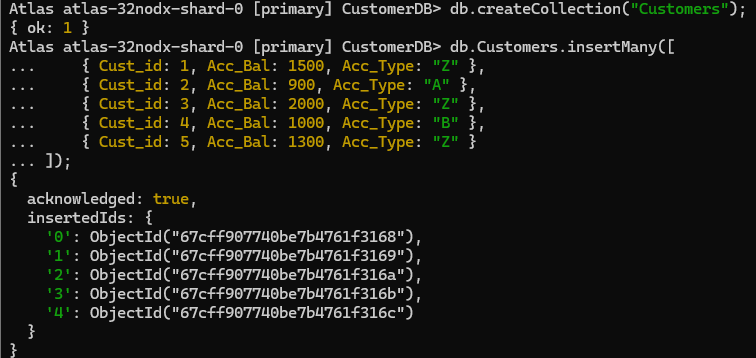 Atlas atlas-32nodx-shard-0 [primary] CustomerDB> db.createCollection("Customers");
{ ok: 1 }
Atlas atlas-32nodx-shard-0 [primary] CustomerDB> db.Customers.insertMany([
...     { Cust_id: 1, Acc_Bal: 1500, Acc_Type: "Z" },
...     { Cust_id: 2, Acc_Bal: 900, Acc_Type: "A" },
...     { Cust_id: 3, Acc_Bal: 2000, Acc_Type: "Z" },
...     { Cust_id: 4, Acc_Bal: 1000, Acc_Type: "B" },
...     { Cust_id: 5, Acc_Bal: 1300, Acc_Type: "Z" }
... ]);
{
  acknowledged: true,
  insertedIds: {
    '0': ObjectId("67cff907740be7b4761f3168"),
    '1': ObjectId("67cff907740be7b4761f3169"),
    '2': ObjectId("67cff907740be7b4761f316a"),
    '3': ObjectId("67cff907740be7b4761f316b"),
    '4': ObjectId("67cff907740be7b4761f316c")
  }
}